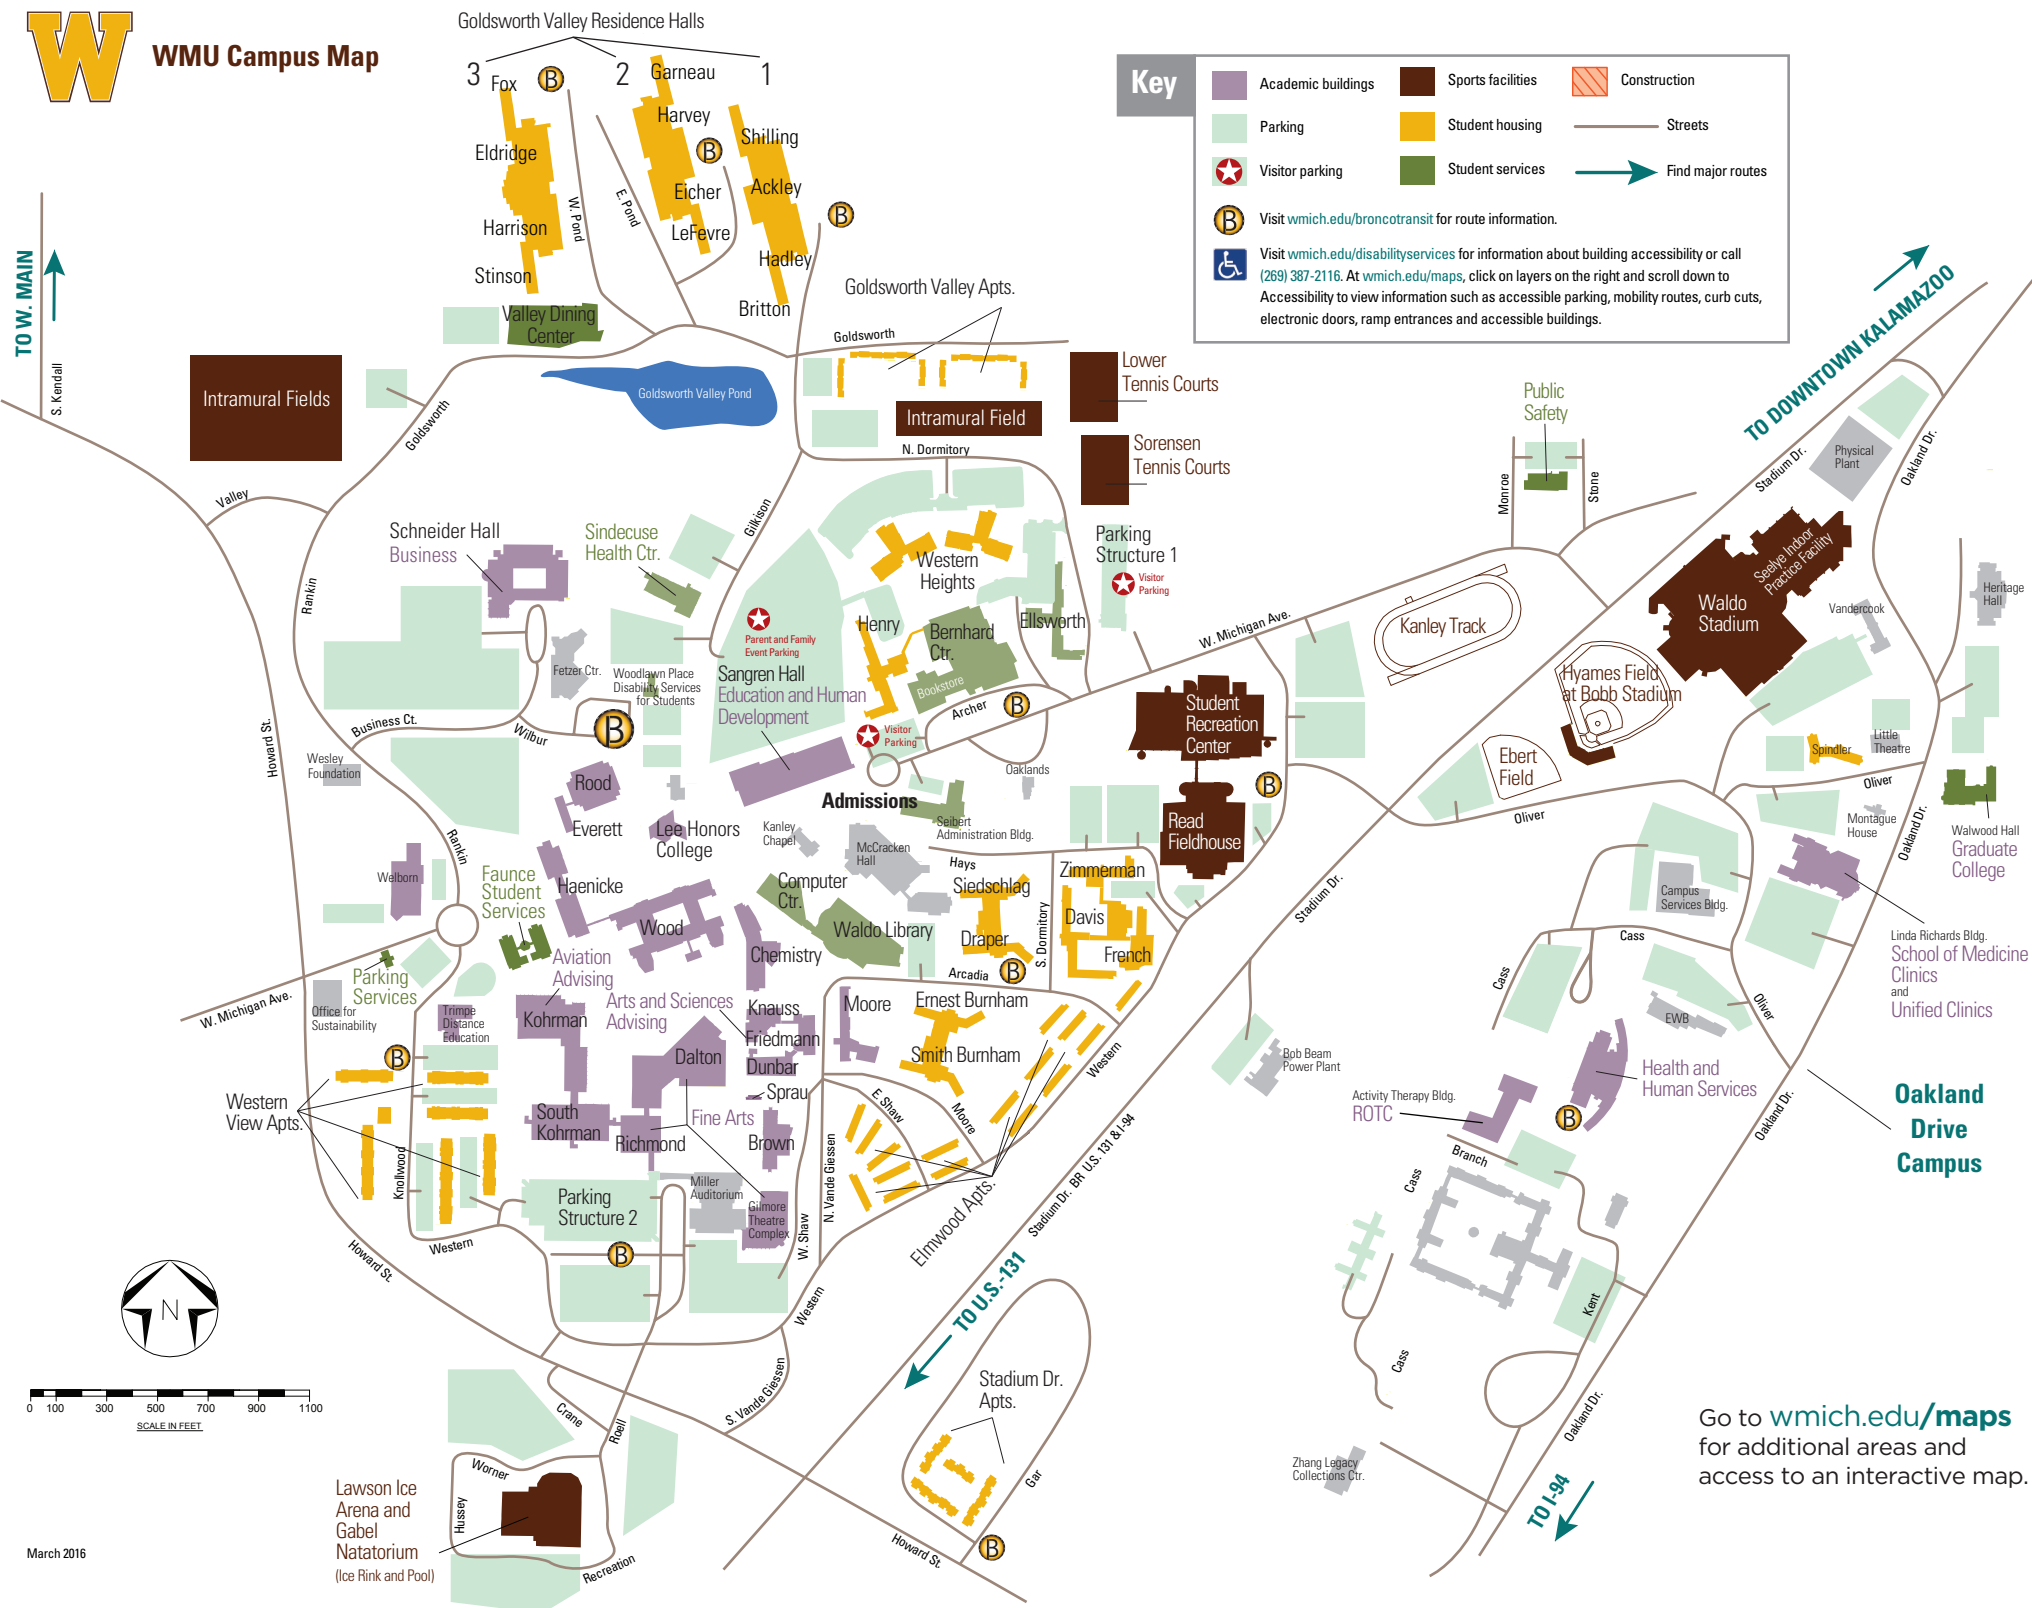 W
WMU Campus Map
Goldsworth Valley Residence Halls
3
2
1
Fox
B
Garneau
Harvey
Shilling
Eldridge
B
Eicher
Ackley
W. Pond
E. Pond
B
Harrison
LeFevre
Hadley
Stinson
Britton
Valley Dining
Center
Goldsworth Valley Apts.
Goldsworth
Key
Academic buildings
Sports facilities
Construction
Parking
Student housing
Streets
Visitor parking
Student services
Find major routes
B
Visit wmich.edu/broncotransit for route information.
Visit wmich.edu/disabilityservices for information about building accessibility or call
(269) 387-2116. At wmich.edu/maps, click on layers on the right and scroll down to
Accessibility to view information such as accessible parking, mobility routes, curb cuts,
electronic doors, ramp entrances and accessible buildings.
TO W. MAIN
S. Kendall
Intramural Fields
Goldsworth
Goldsworth Valley Pond
Intramural Field
Lower
Tennis Courts
N. Dormitory
Sorensen
Tennis Courts
Public
Safety
Monroe
Stone
TO DOWNTOWN KALAMAZOO
Stadium Dr.
Physical
Plant
Oakland Dr.
Valley
Rankin
Howard St.
Schneider Hall
Business
Sindecuse
Health Ctr.
Gilkison
Western
Heights
Parking
Structure 1
Visitor
Parking
Parent and Family
Event Parking
Henry
Bernhard
Ctr.
Bookstore
Ellsworth
W. Michigan Ave.
Kanley Track
Waldo
Stadium
Seelye Indoor
Practice Facility
Vandercook
Heritage
Hall
Fetzer Ctr.
Woodlawn Place
Disability Services
for Students
Sangren Hall
Education and Human
Development
Archer
B
Visitor
Parking
Business Ct.
Wilbur
B
Student
Recreation
Center
Hyames Field
at Bobb Stadium
Ebert
Field
Spindler
Little
Theatre
Oliver
Wesley
Foundation
Rood
Everett
Lee Honors
College
Admissions
Oaklands
Kanley
Chapel
Seibert
Administration Bldg.
McCracken
Hall
Hays
B
Read
Fieldhouse
Oliver
Montague
House
Oakland Dr.
Walwood Hall
Graduate
College
Rankin
Welborn
Faunce
Student
Services
Haenicke
Wood
Computer
Ctr.
Waldo Library
Chemistry
Siedschlag
Draper
Zimmerman
Davis
French
S. Dormitory
B
Arcadia
Stadium Dr.
Campus
Services Bldg.
Cass
Cass
Oliver
EWB
Linda Richards Bldg.
School of Medicine
Clinics
and
Unified Clinics
Parking
Services
W. Michigan Ave.
Office for
Sustainability
Trimpe
Distance
Education
Aviation
Advising
Kohrman
Arts and Sciences
Advising
Knauss
Friedmann
Dunbar
Sprau
Dalton
Moore
Ernest Burnham
Smith Burnham
Western
Bob Beam
Power Plant
Health and
Human Services
Activity Therapy Bldg.
ROTC
B
Oakland Dr.
Oakland
Drive
Campus
B
Western
View Apts.
Knollwood
South
Kohrman
Richmond
Fine Arts
Brown
E Shaw
Moore
N. Vande Giessen
W. Shaw
Miller
Auditorium
Gilmore
Theatre
Complex
Parking
Structure 2
B
Western
Howard St.
Elmwood Apts.
Stadium Dr. BR U.S. 131 & I-94
TO U.S.-131
Branch
Cass
Kent
Cass
N
0
100
300
500
700
900
1100
SCALE IN FEET
Western
S. Vande Giessen
Crane
Roell
Worner
Hussey
Recreation
Lawson Ice
Arena and
Gabel
Natatorium
(Ice Rink and Pool)
Stadium Dr.
Apts.
Gar
B
Howard St.
Zhang Legacy
Collections Ctr.
Oakland Dr.
TO I-94
Go to wmich.edu/maps
for additional areas and
access to an interactive map.
March 2016